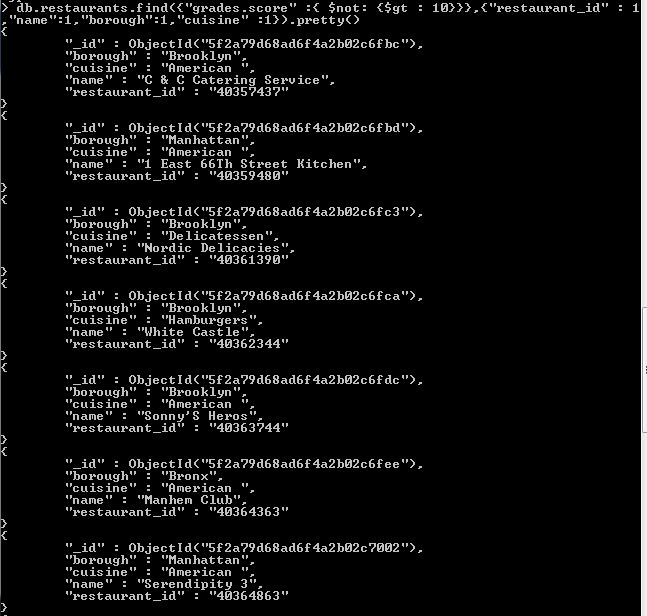 db.restaurants.find({"grades.score" :{ $not: {$gt : 10}}},{"restaurant_id" : 1
,"name":1,"borough":1,"cuisine" :1}).pretty()
{
"_id" : ObjectId("5f2a79d68ad6f4a2b02c6fbc"),
"borough" : "Brooklyn",
"cuisine" : "American ",
"name" : "C & C Catering Service",
"restaurant_id" : "40357437"
}
{
"_id" : ObjectId("5f2a79d68ad6f4a2b02c6fbd"),
"borough" : "Manhattan",
"cuisine" : "American ",
"name" : "1 East 66Th Street Kitchen",
"restaurant_id" : "40359480"
}
{
"_id" : ObjectId("5f2a79d68ad6f4a2b02c6fc3"),
"borough" : "Brooklyn",
"cuisine" : "Delicatessen",
"name" : "Nordic Delicacies",
"restaurant_id" : "40361390"
}
{
"_id" : ObjectId("5f2a79d68ad6f4a2b02c6fca"),
"borough" : "Brooklyn",
"cuisine" : "Hamburgers",
"name" : "White Castle",
"restaurant_id" : "40362344"
}
{
"_id" : ObjectId("5f2a79d68ad6f4a2b02c6fdc"),
"borough" : "Brooklyn",
"cuisine" : "American ",
"name" : "Sonny'S Heros",
"restaurant_id" : "40363744"
}
{
"_id" : ObjectId("5f2a79d68ad6f4a2b02c6fee"),
"borough" : "Bronx",
"cuisine" : "American ",
"name" : "Manhem Club",
"restaurant_id" : "40364363"
}
{
"_id" : ObjectId("5f2a79d68ad6f4a2b02c7002"),
"borough" : "Manhattan",
"cuisine" : "American ",
"name" : "Serendipity 3",
"restaurant_id" : "40364863"
}